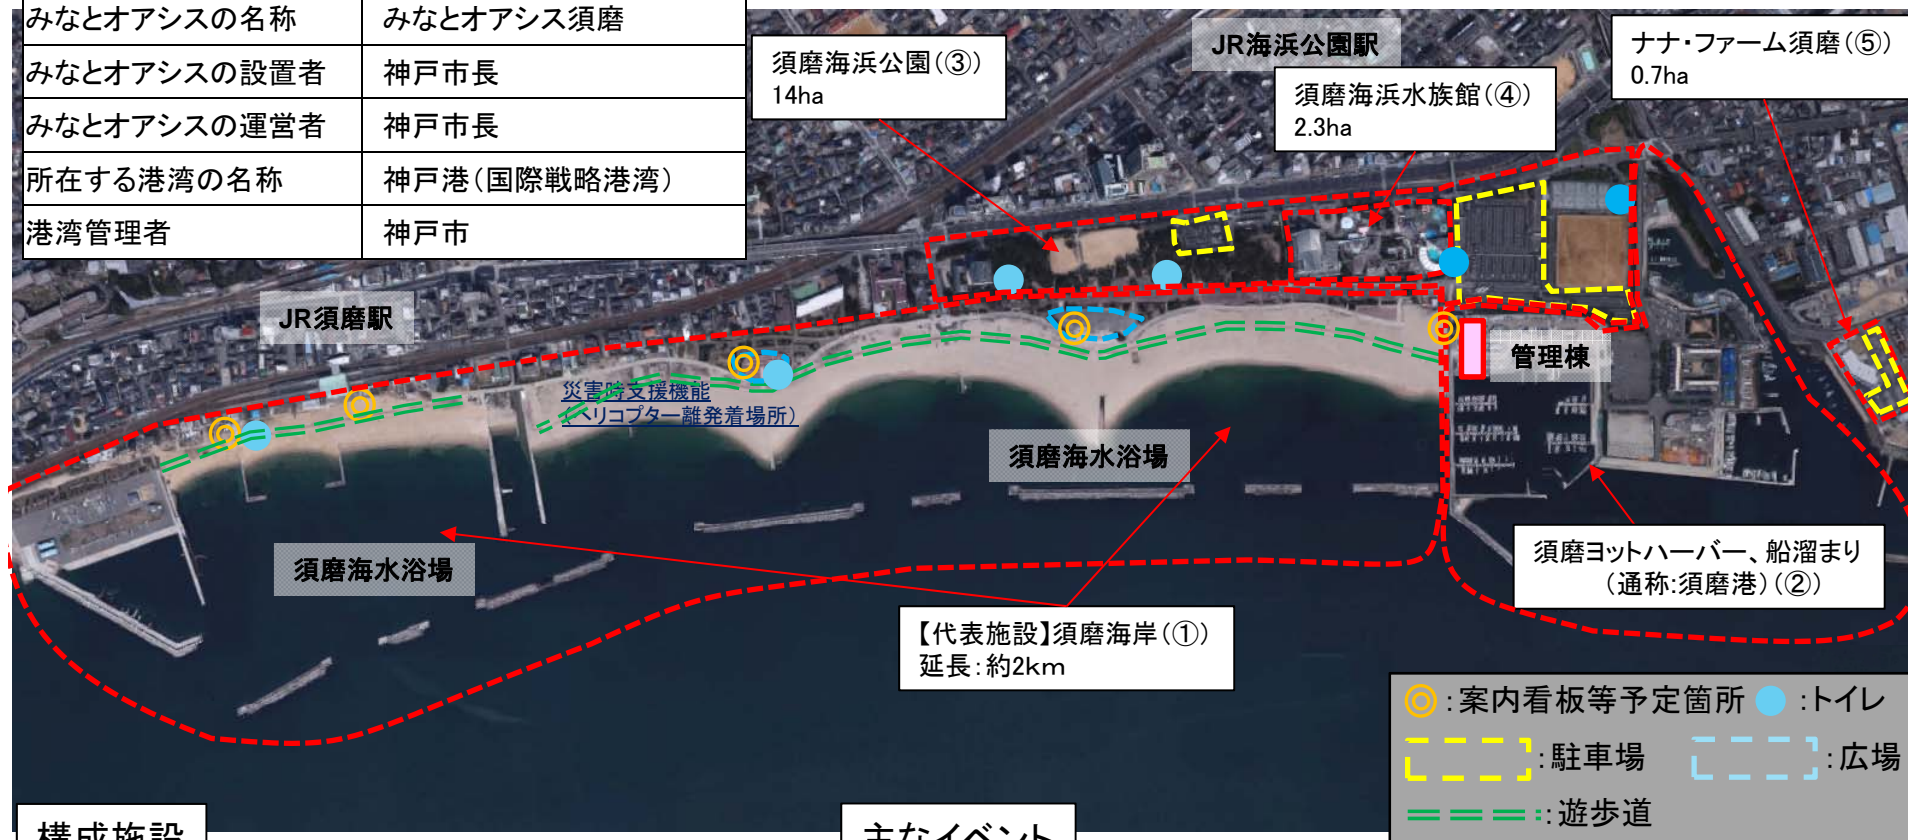 みなとオアシスの名称 みなとオアシス須磨
みなとオアシスの設置者 神戸市長
みなとオアシスの運営者 神戸市長
所在する港湾の名称 神戸港(国際戦略港湾)
港湾管理者 神戸市
須磨海浜公園(③)
14ha
JR海浜公園駅
須磨海浜水族館(④)
2.3ha
ナナ・ファーム須磨(⑤)
0.7ha
JR須磨駅
管理棟
災害時支援機能
(ヘリコプター離発着場所)
須磨海水浴場
須磨海水浴場
須磨ヨットハーバー、船溜まり
(通称:須磨港)(②)
【代表施設】須磨海岸(①)
延長:約2km
:案内看板等予定箇所 :トイレ
:駐車場 :広場
:遊歩道
構成施設
主なイベント